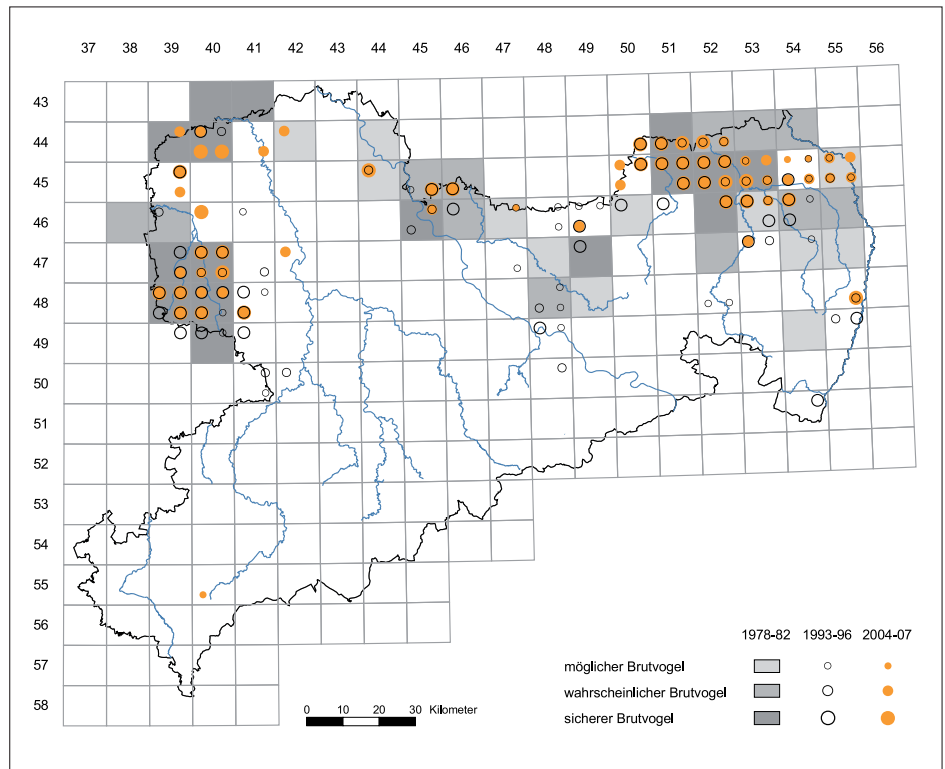 37 38 39 40 41 42 43 44 45 46 47 48 49 50 51 52 53 54 55 56
43
44
45
46
47
48
49
50
51
52
53
54
55
56
57
58
1978-82 1993-96 2004-07
möglicher Brutvogel
wahrscheinlicher Brutvogel
sicherer Brutvogel
0 10 20 30 Kilometer